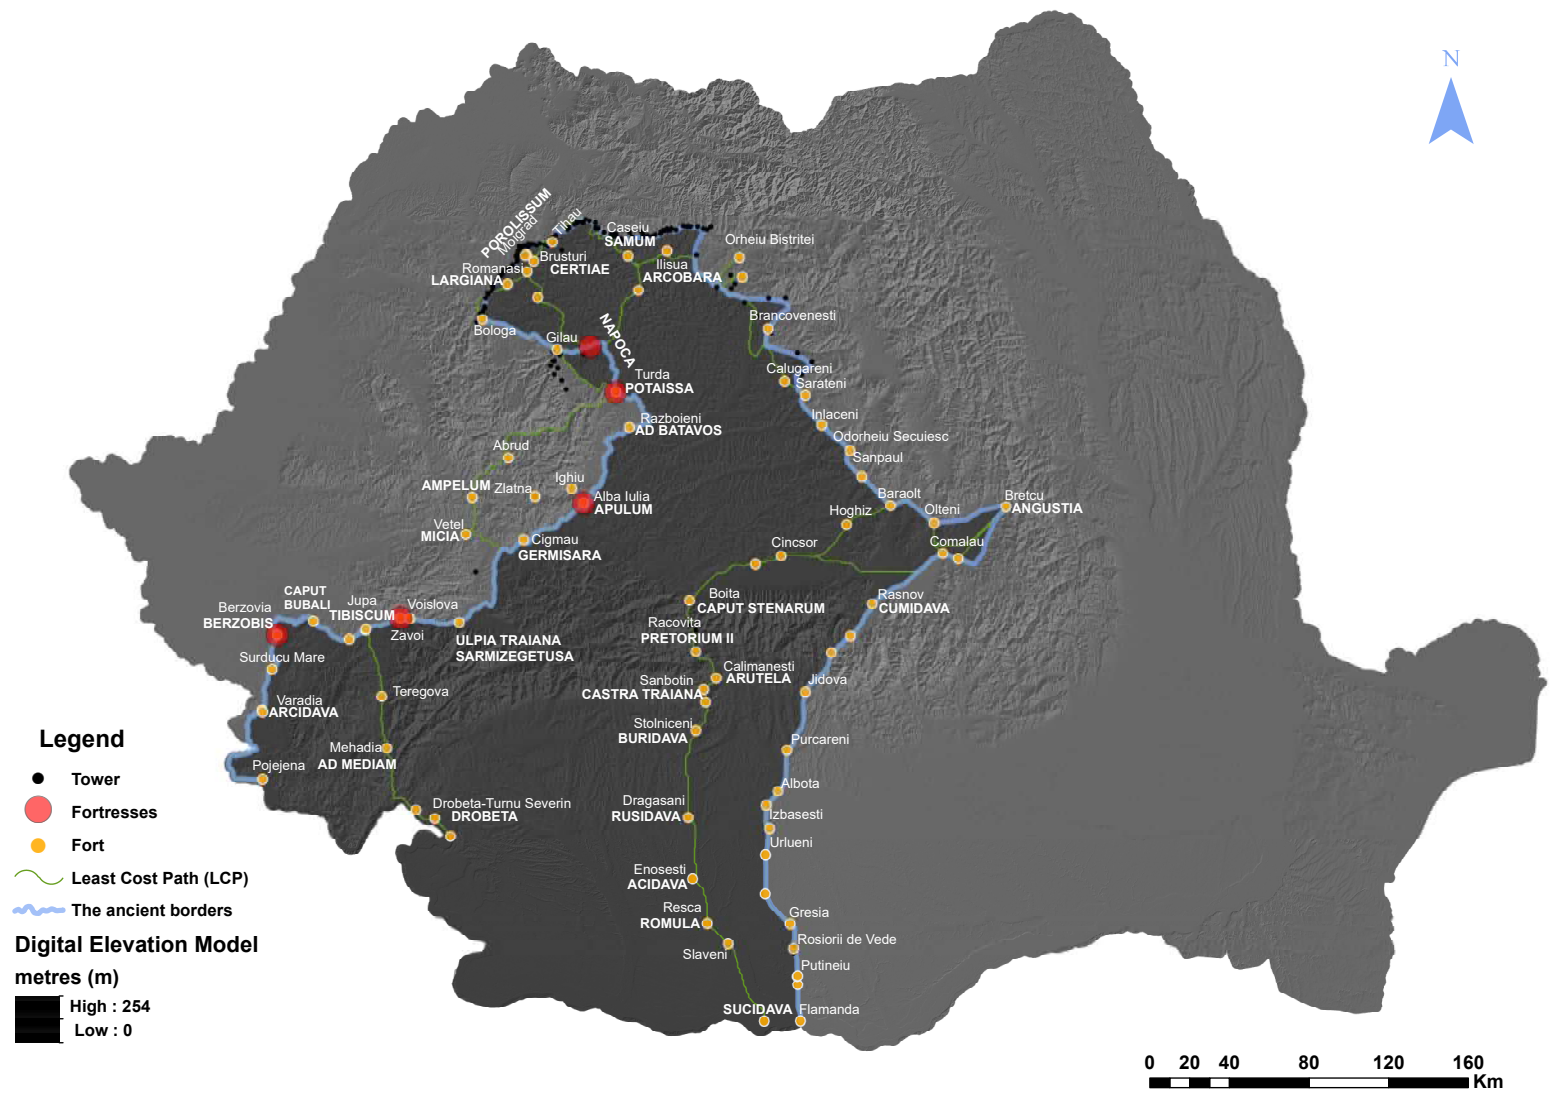 N
POROLISSUM
Moigrad
Tihau
Caseiu
SAMUM
Orheiu Bistritei
Brusturi
CERTIAE
Romanasi
LARGIANA
Ilisua
ARCOBARA
Bologa
Gilau
NAPOCA
Brancovenesti
Turda
POTAISSA
Calugareni
Sarateni
Razboieni
AD BATAVOS
Inlaceni
Odorheiu Secuiesc
Sanpaul
Abrud
AMPELUM
Zlatna
Ighiu
Alba Iulia
APULUM
Baraolt
Bretcu
ANGUSTIA
Hoghiz
Olteni
Vetel
MICIA
Cigmau
GERMISARA
Cincsor
Comalau
CAPUT
BUBALI
Berzovia
BERZOBIS
Jupa
TIBISCUM
Voislova
Zavoi
ULPIA TRAIANA
SARMIZEGETUSA
Boita
CAPUT STENARUM
Rasnov
CUMIDAVA
Racovita
PRETORIUM II
Surducu Mare
Calimanesti
ARUTELA
Sanbotin
CASTRA TRAIANA
Jidova
Varadia
ARCIDAVA
Teregova
Stolniceni
BURIDAVA
Purcareni
Mehadia
AD MEDIAM
Pojejena
Albota
Drobeta-Turnu Severin
DROBETA
Dragasani
RUSIDAVA
Izbasesti
Urlueni
Enosesti
ACIDAVA
Resca
ROMULA
Gresia
Slaveni
Rosiorii de Vede
Putineiu
SUCIDAVA
Flamanda
Legend
Tower
Fortresses
Fort
Least Cost Path (LCP)
The ancient borders
Digital Elevation Model
metres (m)
High : 254
Low : 0
0 20 40 80 120 160
Km